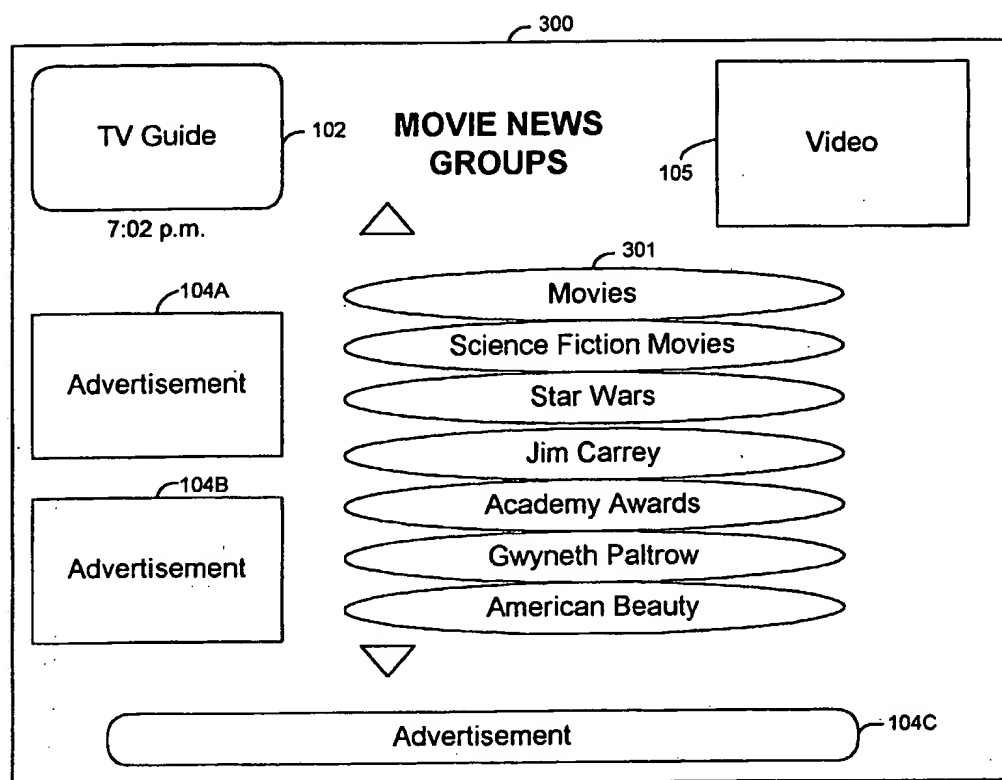 300
TV Guide
102
MOVIE NEWS
GROUPS
105
Video
7:02 p.m.
301
Movies
104A
Science Fiction Movies
Advertisement
Star Wars
Jim Carrey
104B
Academy Awards
Advertisement
Gwyneth Paltrow
American Beauty
Advertisement
104C